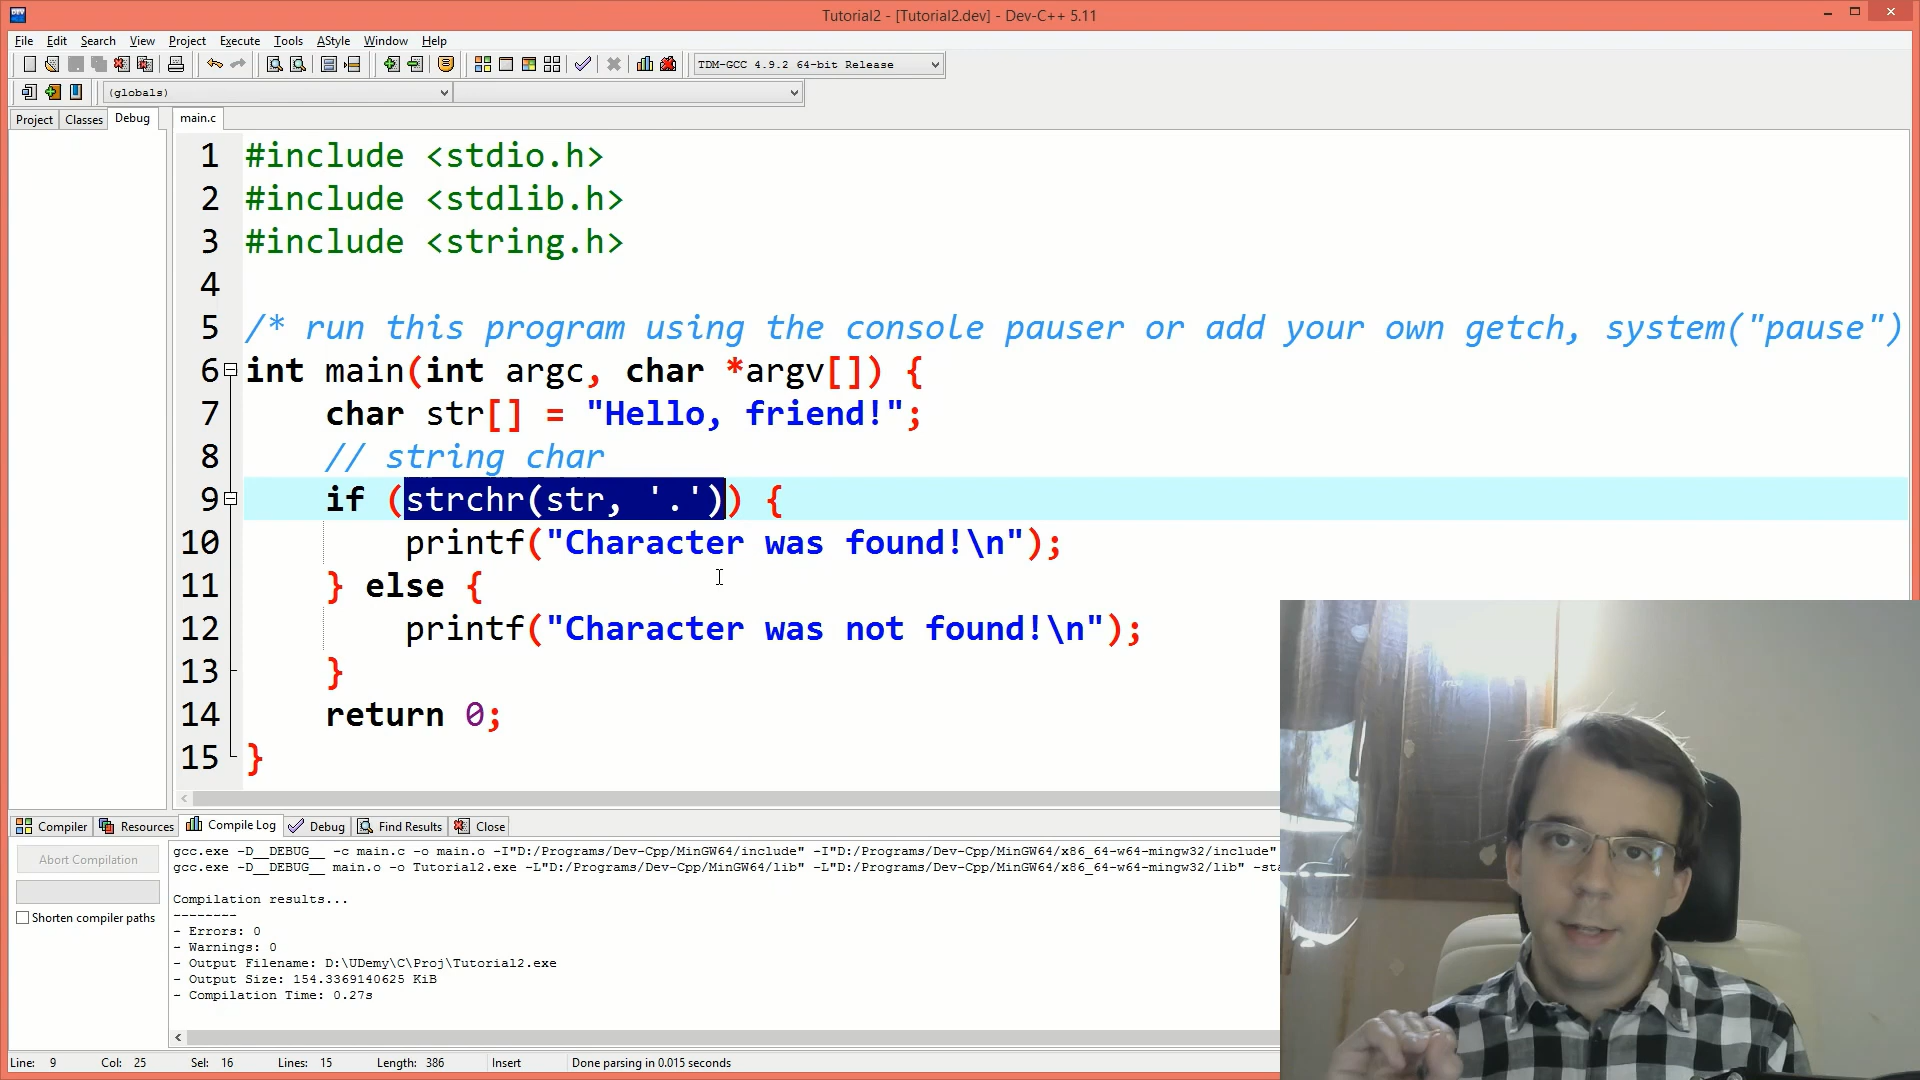 Tutorial2 - [Tutorial2.dev] - Dev-C++ 5.11
File Edit Search View Project Execute Tools AStyle Window Help
TDM-GCC 4.9.2 64-bit Release
(globals)
Project Classes Debug main.c
1 #include <stdio.h>
2 #include <stdlib.h>
3 #include <string.h>
4
5 /* run this program using the console pauser or add your own getch, system("pause")
6 int main(int argc, char *argv[]) {
7 char str[] = "Hello, friend!";
8 // string char
9 if (strchr(str, '.')) {
10 printf("Character was found!\n");
11 } else {
12 printf("Character was not found!\n");
13 }
14 return 0;
15 }
Compiler Resources Compile Log Debug Find Results Close
Abort Compilation
Shorten compiler paths
gcc.exe -D__DEBUG__ -c main.c -o main.o -I"D:/Programs/Dev-Cpp/MinGW64/include" -I"D:/Programs/Dev-Cpp/MinGW64/x86_64-w64-mingw32/include"
gcc.exe -D__DEBUG__ main.o -o Tutorial2.exe -L"D:/Programs/Dev-Cpp/MinGW64/lib" -L"D:/Programs/Dev-Cpp/MinGW64/x86_64-w64-mingw32/lib" -sta
Compilation results...
--------
- Errors: 0
- Warnings: 0
- Output Filename: D:\UDemy\C\Proj\Tutorial2.exe
- Output Size: 154.3369140625 KiB
- Compilation Time: 0.27s
Line: 9 Col: 25 Sel: 16 Lines: 15 Length: 386 Insert Done parsing in 0.015 seconds